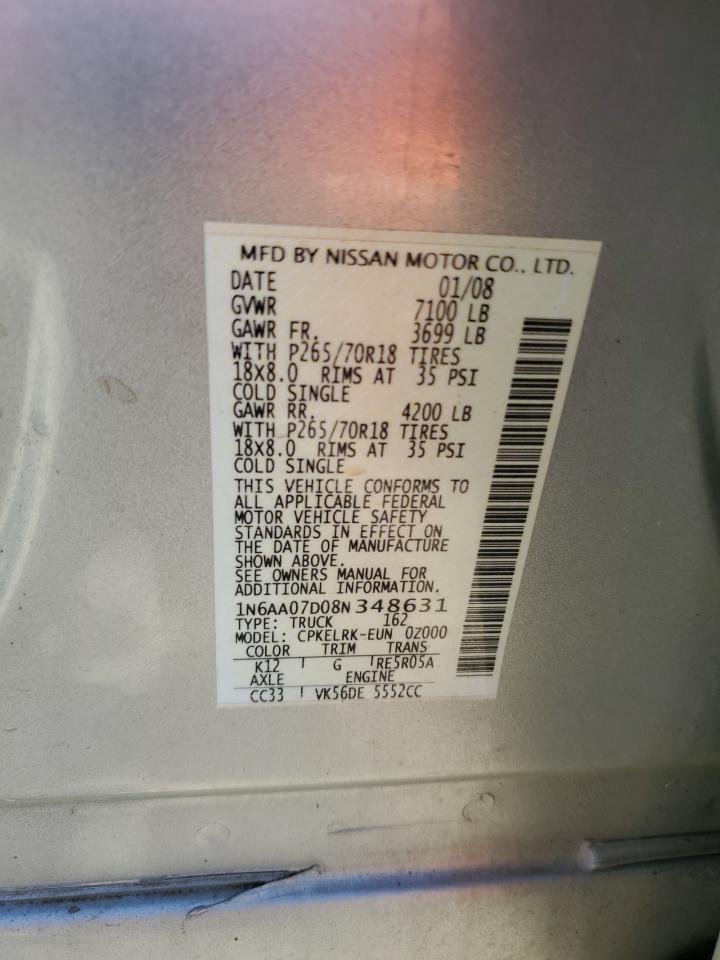 MFD BY NISSAN MOTOR CO., LTD.
DATE 01/08
GVWR 7100 LB
GAWR FR. 3699 LB
WITH P265/70R18 TIRES
18X8.0 RIMS AT 35 PSI
COLD SINGLE
GAWR RR. 4200 LB
WITH P265/70R18 TIRES
18X8.0 RIMS AT 35 PSI
COLD SINGLE
THIS VEHICLE CONFORMS TO
ALL APPLICABLE FEDERAL
MOTOR VEHICLE SAFETY
STANDARDS IN EFFECT ON
THE DATE OF MANUFACTURE
SHOWN ABOVE.
SEE OWNERS MANUAL FOR
ADDITIONAL INFORMATION.
1N6AA07D08N348631
TYPE: TRUCK 162
MODEL: CPKELRK-EUN 0Z000
COLOR TRIM TRANS
K12 G RE5R05A
AXLE ENGINE
CC33 VK56DE 5552CC